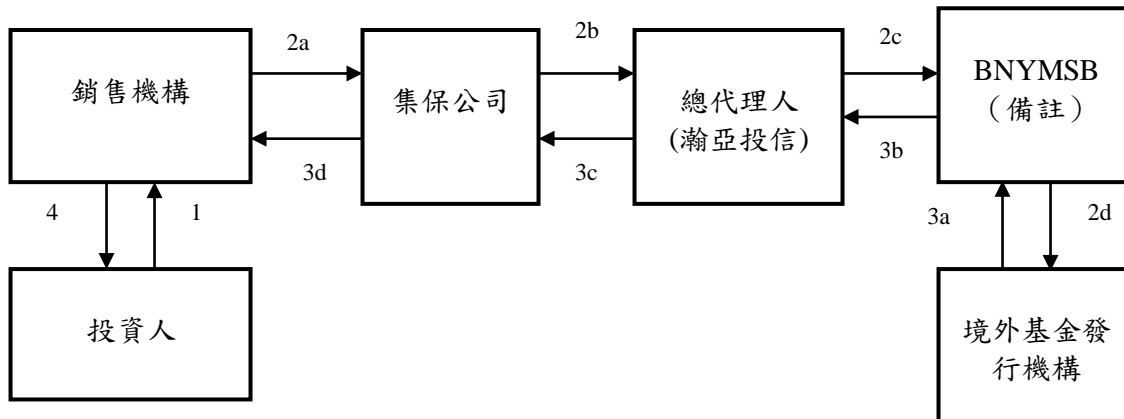 銷售機構
2a
3d
集保公司
2b
3c
總代理人
(瀚亞投信)
2c
3b
BNYMSB
（備註）
4
1
3a
2d
投資人
境外基金發
行機構